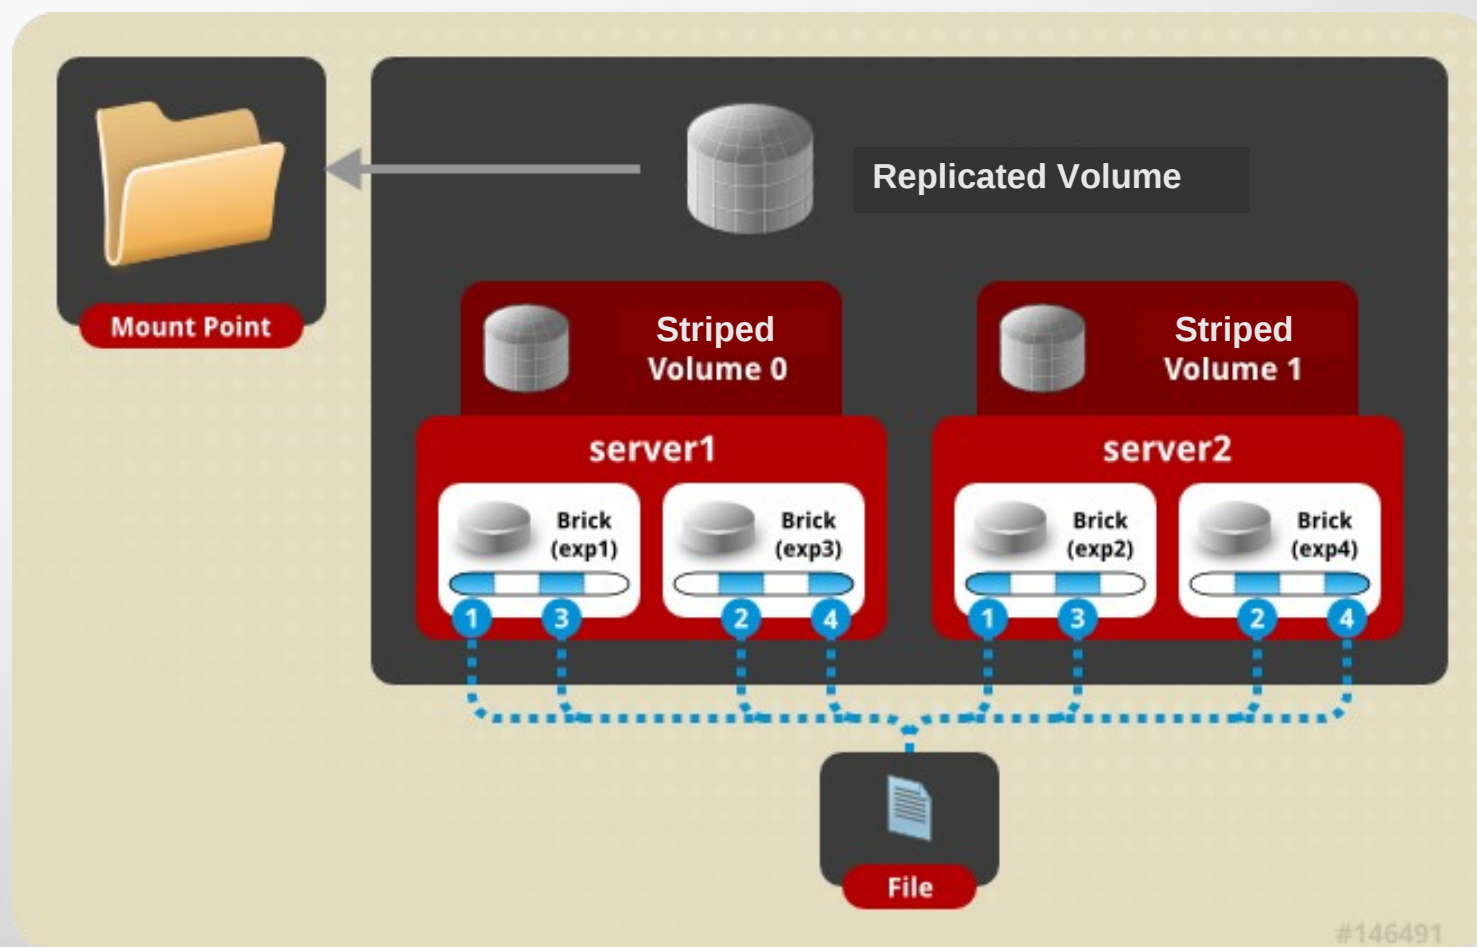 Replicated Volume
Mount Point
Striped
Volume 0
Striped
Volume 1
server1
server2
Brick
(exp1)
Brick
(exp3)
Brick
(exp2)
Brick
(exp4)
1
3
2
4
1
3
2
4
File
#146491